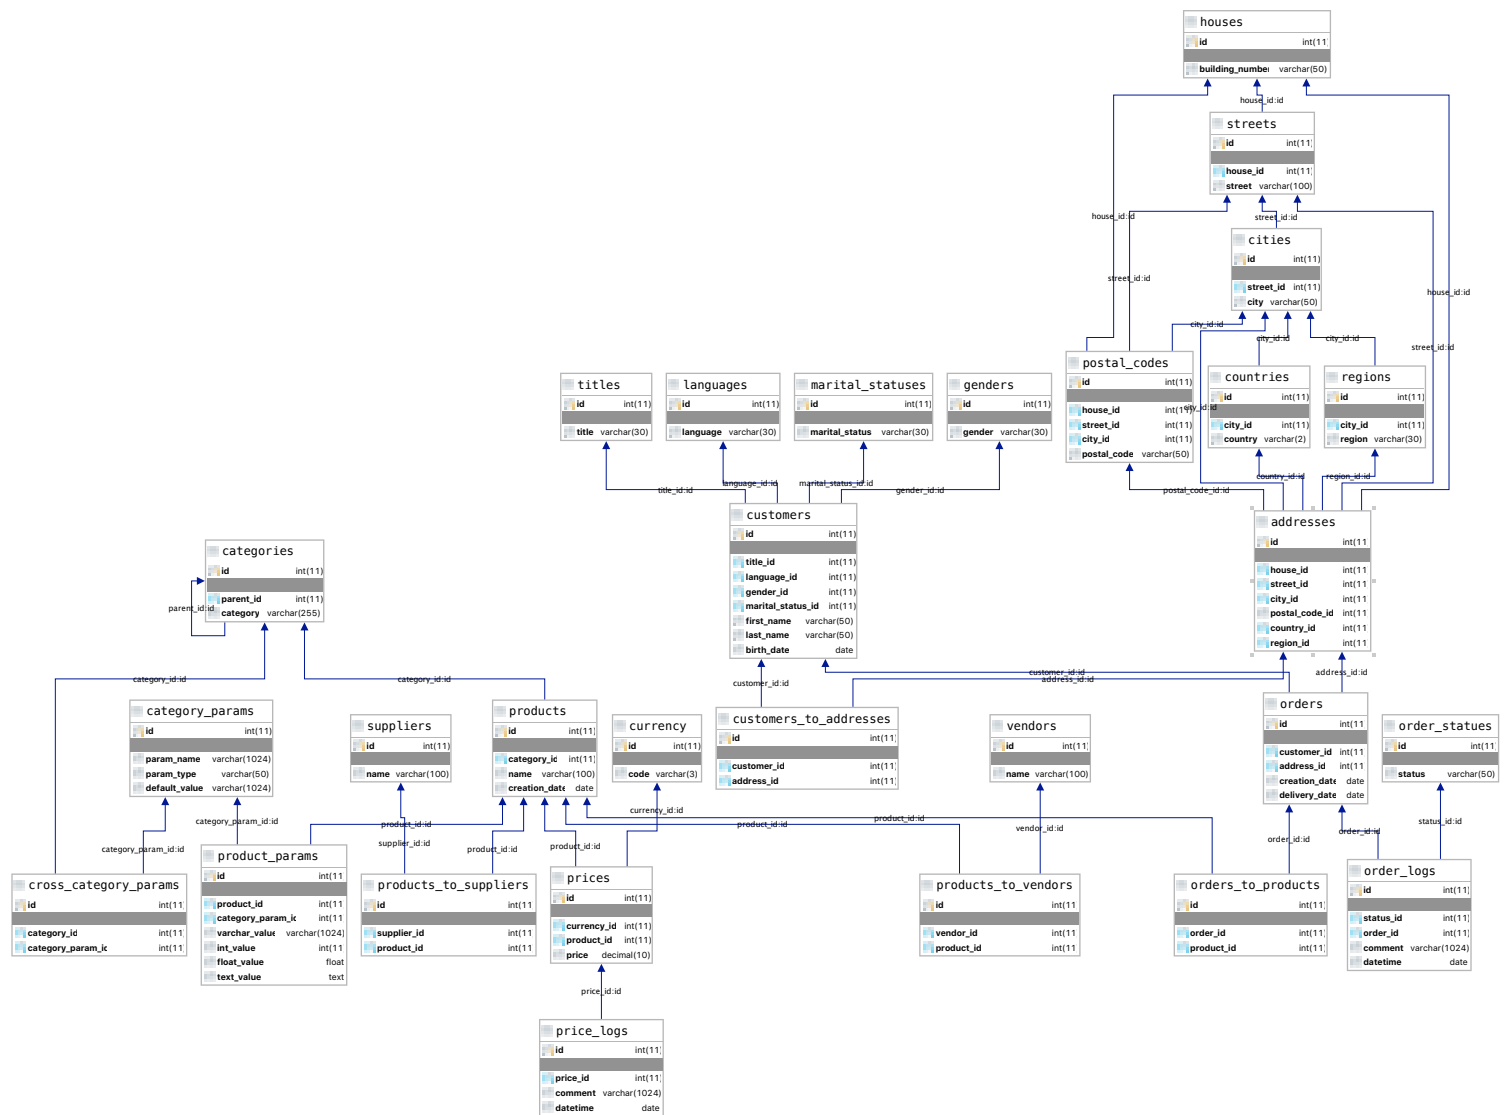 houses
id int(11)
building_number varchar(50)
house_id:id
streets
id int(11)
house_id int(11)
street varchar(100)
house_id:id
street_id:id
cities
id int(11)
street_id int(11)
city varchar(50)
street_id:id
house_id:id
city_id:id
city_id:id
city_id:id
street_id:id
postal_codes
id int(11)
house_id int(11)
street_id int(11)
city_id int(11)
postal_code varchar(50)
city_id:id
countries
id int(11)
city_id int(11)
country varchar(2)
regions
id int(11)
city_id int(11)
region varchar(30)
titles
id int(11)
title varchar(30)
languages
id int(11)
language varchar(30)
marital_statuses
id int(11)
marital_status varchar(30)
genders
id int(11)
gender varchar(30)
title_id:id
language_id:id
marital_status_id:id
gender_id:id
postal_code_id:id
country_id:id
region_id:id
customers
id int(11)
title_id int(11)
language_id int(11)
gender_id int(11)
marital_status_id int(11)
first_name varchar(50)
last_name varchar(50)
birth_date date
addresses
id int(11
house_id int(11
street_id int(11
city_id int(11
postal_code_id int(11
country_id int(11
region_id int(11
categories
id int(11)
parent_id int(11)
category varchar(255)
parent_id:id
category_id:id
category_id:id
customer_id:id
customer_id:id
address_id:id
address_id:id
category_params
id int(11)
param_name varchar(1024)
param_type varchar(50)
default_value varchar(1024)
suppliers
id int(11)
name varchar(100)
products
id int(11)
category_id int(11)
name varchar(100)
creation_date date
currency
id int(11)
code varchar(3)
customers_to_addresses
id int(11)
customer_id int(11)
address_id int(11)
vendors
id int(11)
name varchar(100)
orders
id int(11
customer_id int(11
address_id int(11
creation_date date
delivery_date date
order_statues
id int(11)
status varchar(50)
category_param_id:id
category_param_id:id
product_id:id
supplier_id:id
product_id:id
product_id:id
currency_id:id
product_id:id
product_id:id
vendor_id:id
order_id:id
order_id:id
status_id:id
cross_category_params
id int(11)
category_id int(11)
category_param_id int(11)
product_params
id int(11
product_id int(11
category_param_id int(11
varchar_value varchar(1024)
int_value int(11
float_value float
text_value text
products_to_suppliers
id int(11
supplier_id int(11
product_id int(11
prices
id int(11)
currency_id int(11)
product_id int(11)
price decimal(10)
products_to_vendors
id int(11
vendor_id int(11
product_id int(11
orders_to_products
id int(11)
order_id int(11)
product_id int(11)
order_logs
id int(11)
status_id int(11)
order_id int(11)
comment varchar(1024)
datetime date
price_id:id
price_logs
id int(11)
price_id int(11)
comment varchar(1024)
datetime date